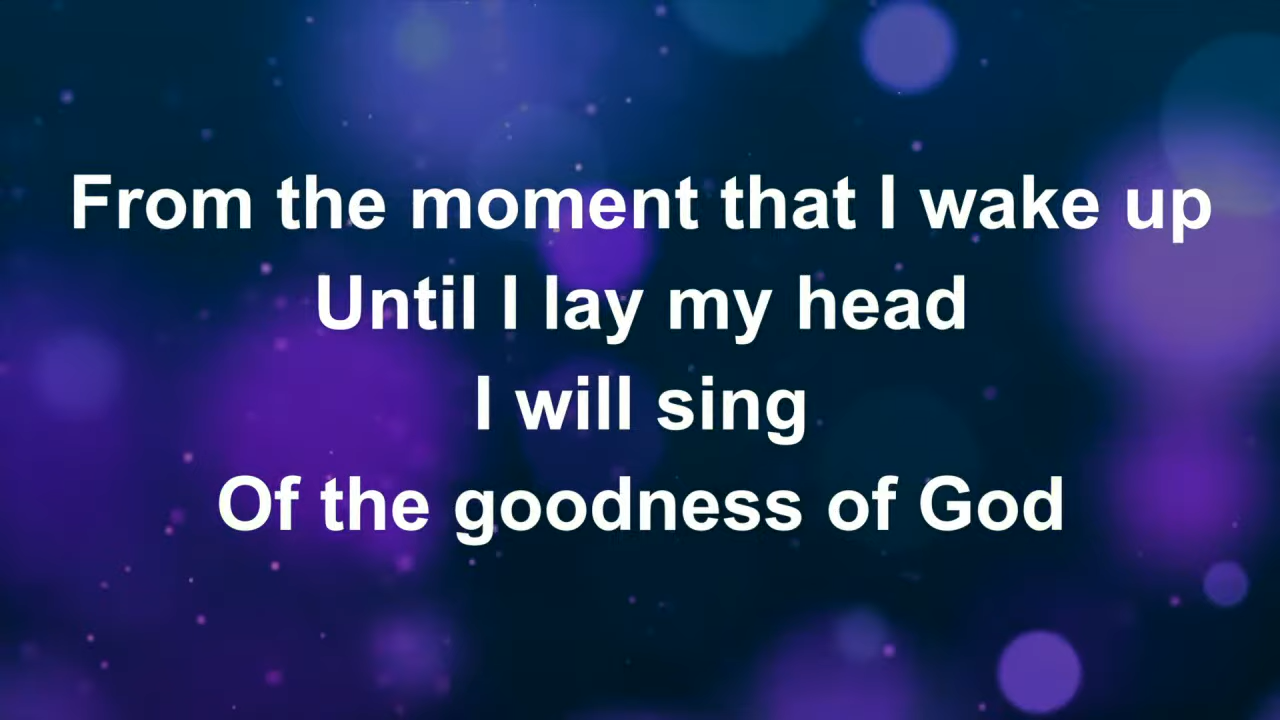 From the moment that I wake up
Until I lay my head
I will sing
Of the goodness of God